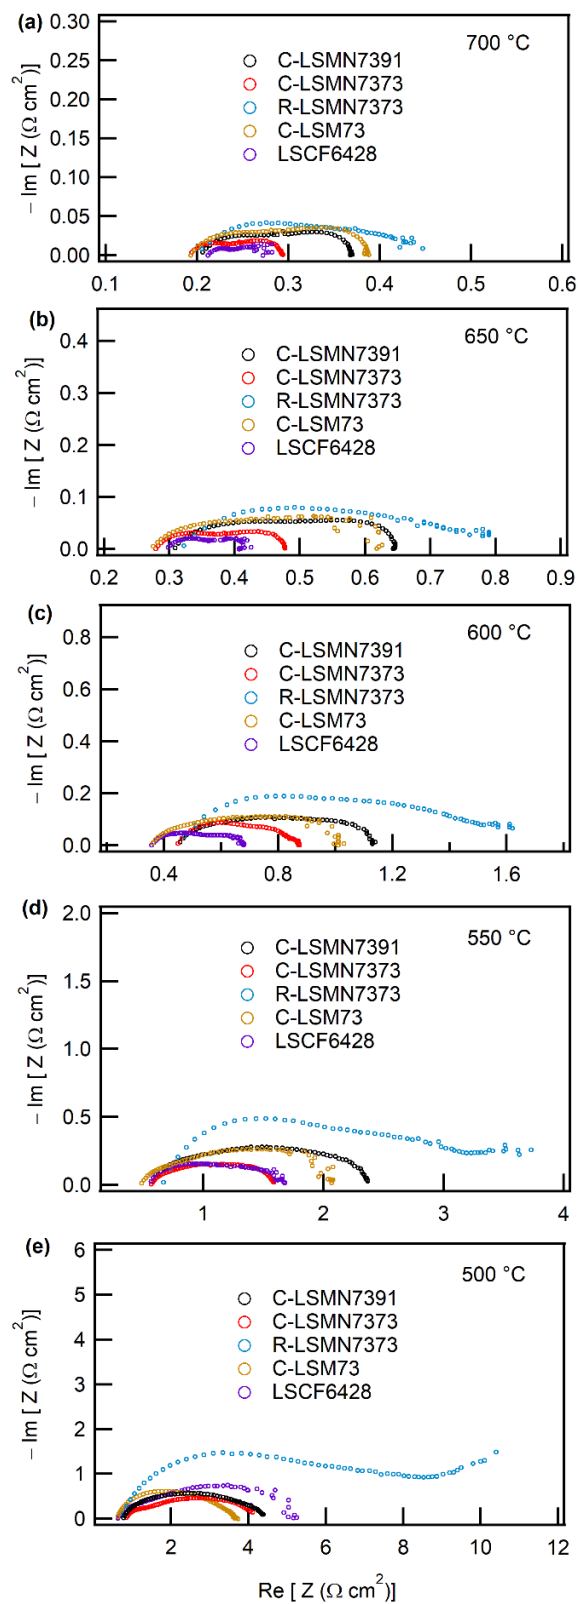 (a)
700 °C
C-LSMN7391
C-LSMN7373
R-LSMN7373
C-LSM73
LSCF6428
− Im [ Z (Ω cm²)]
0.30
0.25
0.20
0.15
0.10
0.05
0.00
0.1 0.2 0.3 0.4 0.5 0.6
(b)
650 °C
C-LSMN7391
C-LSMN7373
R-LSMN7373
C-LSM73
LSCF6428
− Im [ Z (Ω cm²)]
0.4
0.3
0.2
0.1
0.0
0.2 0.3 0.4 0.5 0.6 0.7 0.8 0.9
(c)
600 °C
C-LSMN7391
C-LSMN7373
R-LSMN7373
C-LSM73
LSCF6428
− Im [ Z (Ω cm²)]
0.8
0.6
0.4
0.2
0.0
0.4 0.8 1.2 1.6
(d)
550 °C
C-LSMN7391
C-LSMN7373
R-LSMN7373
C-LSM73
LSCF6428
− Im [ Z (Ω cm²)]
2.0
1.5
1.0
0.5
0.0
1 2 3 4
(e)
500 °C
C-LSMN7391
C-LSMN7373
R-LSMN7373
C-LSM73
LSCF6428
− Im [ Z (Ω cm²)]
6
5
4
3
2
1
0
2 4 6 8 10 12
Re [ Z (Ω cm²)]